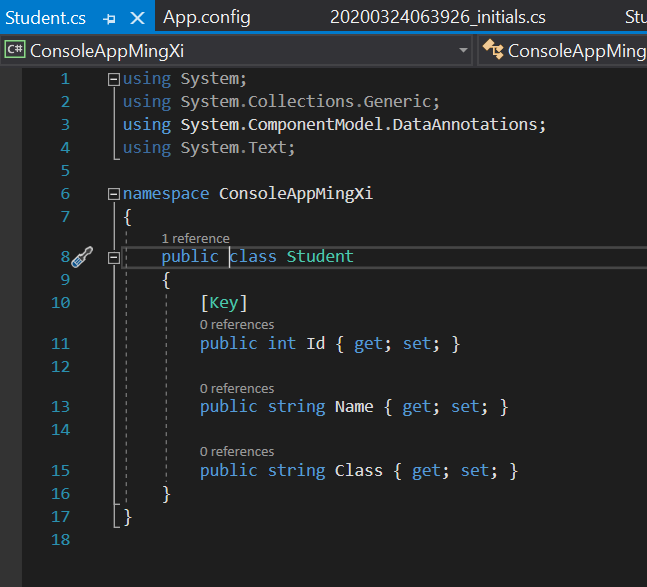 Student.cs App.config 20200324063926_initials.cs Stu
C# ConsoleAppMingXi ConsoleAppMing
1 using System;
2 using System.Collections.Generic;
3 using System.ComponentModel.DataAnnotations;
4 using System.Text;
5
6 namespace ConsoleAppMingXi
7 {
1 reference
8 public class Student
9 {
10 [Key]
0 references
11 public int Id { get; set; }
12
0 references
13 public string Name { get; set; }
14
0 references
15 public string Class { get; set; }
16 }
17 }
18